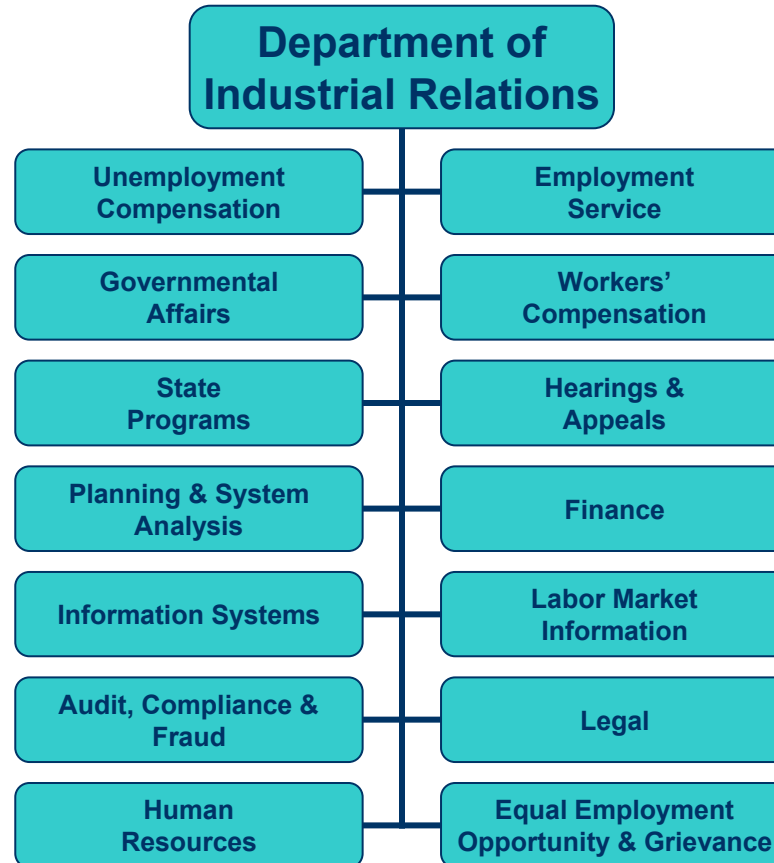 Department of
Industrial Relations
Unemployment
Compensation
Employment
Service
Governmental
Affairs
Workers’
Compensation
State
Programs
Hearings &
Appeals
Planning & System
Analysis
Finance
Information Systems
Labor Market
Information
Audit, Compliance &
Fraud
Legal
Human
Resources
Equal Employment
Opportunity & Grievance